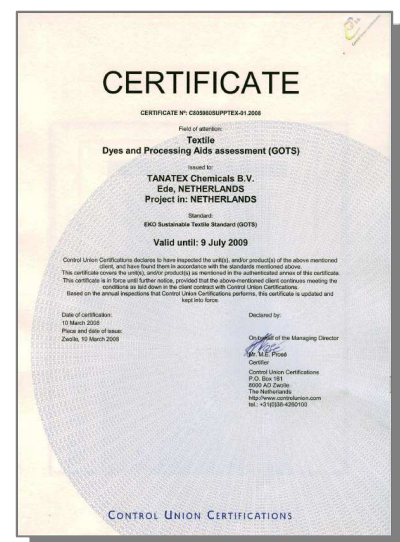 CERTIFICATE
CERTIFICATE Nº: C805980SUPPTEX-01.2008
Field of attention:
Textile
Dyes and Processing Aids assessment (GOTS)
Issued to:
TANATEX Chemicals B.V.
Ede, NETHERLANDS
Project in: NETHERLANDS
Standard:
EKO Sustainable Textile Standard (GOTS)
Valid until: 9 July 2009
Control Union Certifications declares to have inspected the unit(s), and/or product(s) of the above mentioned
client, and have found them in accordance with the standards mentioned above.
This certificate covers the unit(s), and/or product(s) as mentioned in the authenticated annex of this certificate.
This certificate is in force until further notice, provided that the above-mentioned client continues meeting the
conditions as laid down in the client contract with Control Union Certifications.
Based on the annual inspections that Control Union Certifications performs, this certificate is updated and
kept into force.
Date of certification:
10 March 2008
Place and date of issue:
Zwolle, 10 March 2008
Declared by:
On behalf of the Managing Director
Mr. M.E. Prosé
Certifier
Control Union Certifications
P.O. Box 161
8000 AD Zwolle
The Netherlands
http://www.controlunion.com
tel.: +31(0)38-4260100
CONTROL UNION CERTIFICATIONS